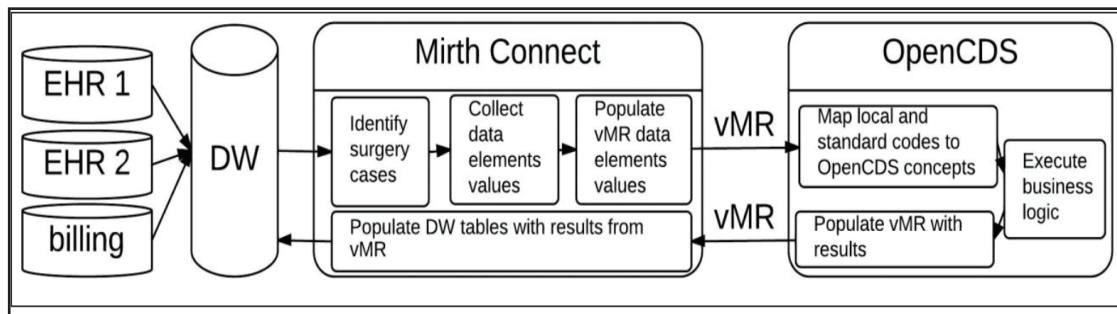 EHR 1
EHR 2
billing
DW
Mirth Connect
Identify
surgery
cases
Collect
data
elements
values
Populate
vMR data
elements
values
Populate DW tables with results from
vMR
vMR
vMR
OpenCDS
Map local and
standard codes to
OpenCDS concepts
Execute
business
logic
Populate vMR with
results